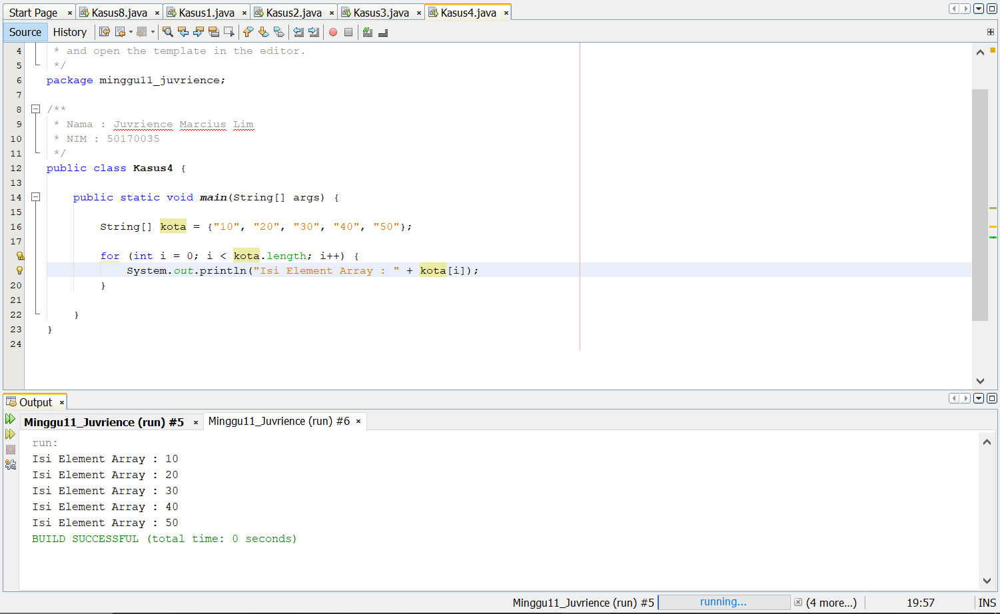 Start Page × Kasus8.java × Kasus1.java × Kasus2.java × Kasus3.java × Kasus4.java ×
Source History
4 * and open the template in the editor.
5 */
6 package minggu11_juvrience;
7
8 /**
9 * Nama : Juvrience Marcius Lim
10 * NIM : 50170035
11 */
12 public class Kasus4 {
13
14 public static void main(String[] args) {
15
16 String[] kota = {"10", "20", "30", "40", "50"};
17
for (int i = 0; i < kota.length; i++) {
System.out.println("Isi Element Array : " + kota[i]);
20 }
21
22 }
23 }
24
Output ×
Minggu11_Juvrience (run) #5 × Minggu11_Juvrience (run) #6 ×
run:
Isi Element Array : 10
Isi Element Array : 20
Isi Element Array : 30
Isi Element Array : 40
Isi Element Array : 50
BUILD SUCCESSFUL (total time: 0 seconds)
Minggu11_Juvrience (run) #5 running... (4 more...) 19:57 INS